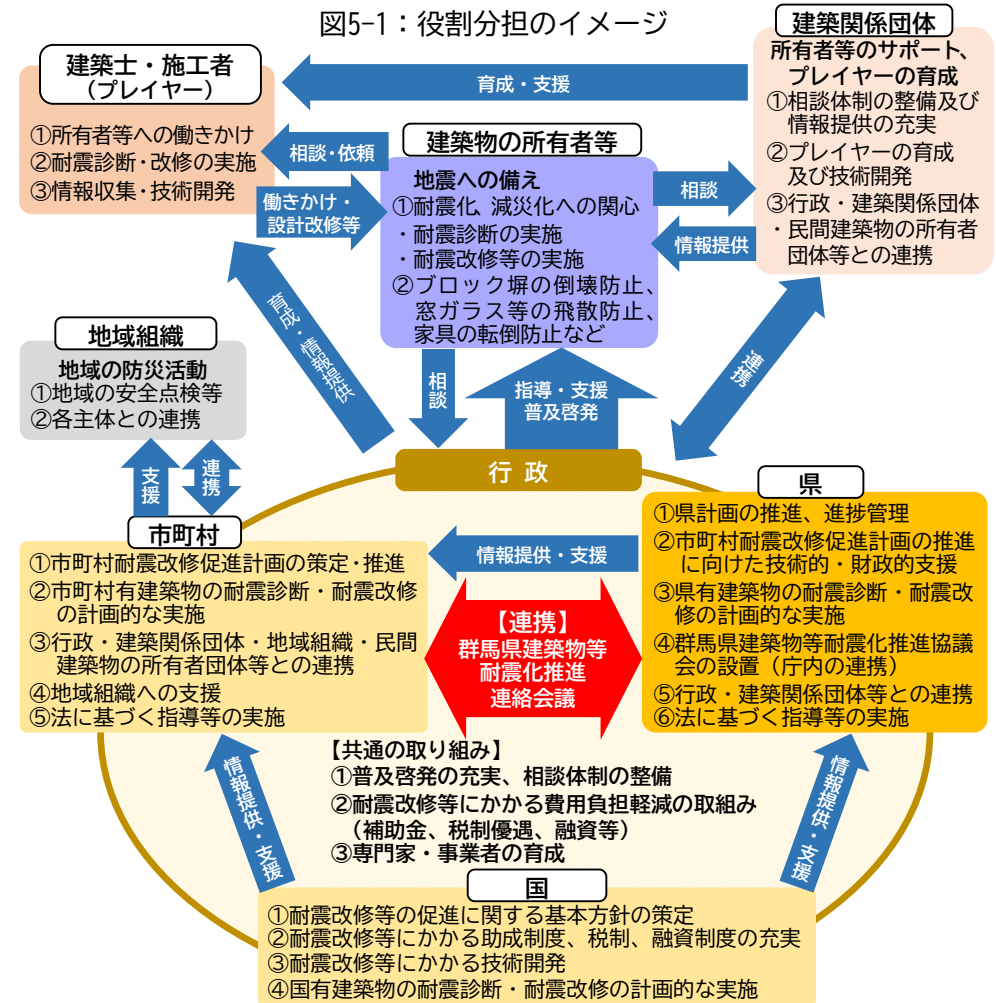 図5-1：役割分担のイメージ
建築士・施工者
（プレイヤー）
①所有者等への働きかけ
②耐震診断・改修の実施
③情報収集・技術開発
育成・支援
建築関係団体
所有者等のサポート、
プレイヤーの育成
①相談体制の整備及び
情報提供の充実
②プレイヤーの育成
及び技術開発
③行政・建築関係団体
・民間建築物の所有者
団体等との連携
相談・依頼
働きかけ・
設計改修等
建築物の所有者等
地震への備え
①耐震化、減災化への関心
・耐震診断の実施
・耐震改修等の実施
②ブロック塀の倒壊防止、
窓ガラス等の飛散防止、
家具の転倒防止など
相談
情報提供
育成・情報提供
連携
相談
指導・支援
普及啓発
地域組織
地域の防災活動
①地域の安全点検等
②各主体との連携
支援
連携
行 政
市町村
①市町村耐震改修促進計画の策定・推進
②市町村有建築物の耐震診断・耐震改修
の計画的な実施
③行政・建築関係団体・地域組織・民間
建築物の所有者団体等との連携
④地域組織への支援
⑤法に基づく指導等の実施
情報提供・支援
【連携】
群馬県建築物等
耐震化推進
連絡会議
県
①県計画の推進、進捗管理
②市町村耐震改修促進計画の推進
に向けた技術的・財政的支援
③県有建築物の耐震診断・耐震改
修の計画的な実施
④群馬県建築物等耐震化推進協議
会の設置（庁内の連携）
⑤行政・建築関係団体等との連携
⑥法に基づく指導等の実施
【共通の取り組み】
①普及啓発の充実、相談体制の整備
②耐震改修等にかかる費用負担軽減の取組み
（補助金、税制優遇、融資等）
③専門家・事業者の育成
情報提供・支援
情報提供・支援
国
①耐震改修等の促進に関する基本方針の策定
②耐震改修等にかかる助成制度、税制、融資制度の充実
③耐震改修等にかかる技術開発
④国有建築物の耐震診断・耐震改修の計画的な実施